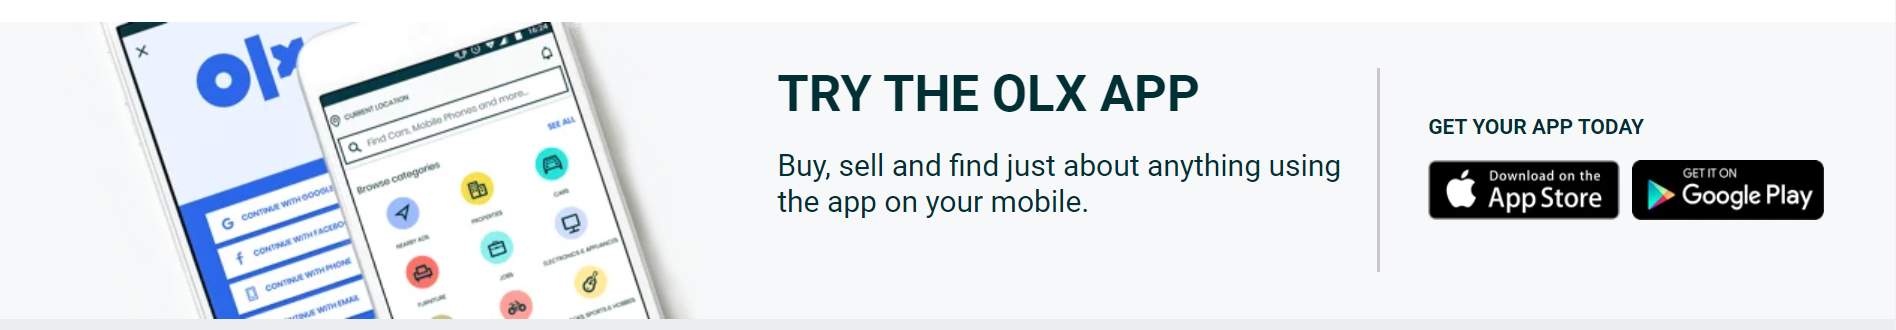 olx
CONTINUE WITH GOOGLE
CONTINUE WITH PHONE
CONTINUE WITH EMAIL
16:24
CURRENT LOCATION
Find Cars, Mobile Phones and more...
Browse categories
SEE ALL
NEARBY ADS
PROPERTIES
CARS
FURNITURE
JOBS
ELECTRONICS & APPLIANCES
SPORTS & HOBBIES
TRY THE OLX APP
Buy, sell and find just about anything using
the app on your mobile.
GET YOUR APP TODAY
Download on the
App Store
GET IT ON
Google Play